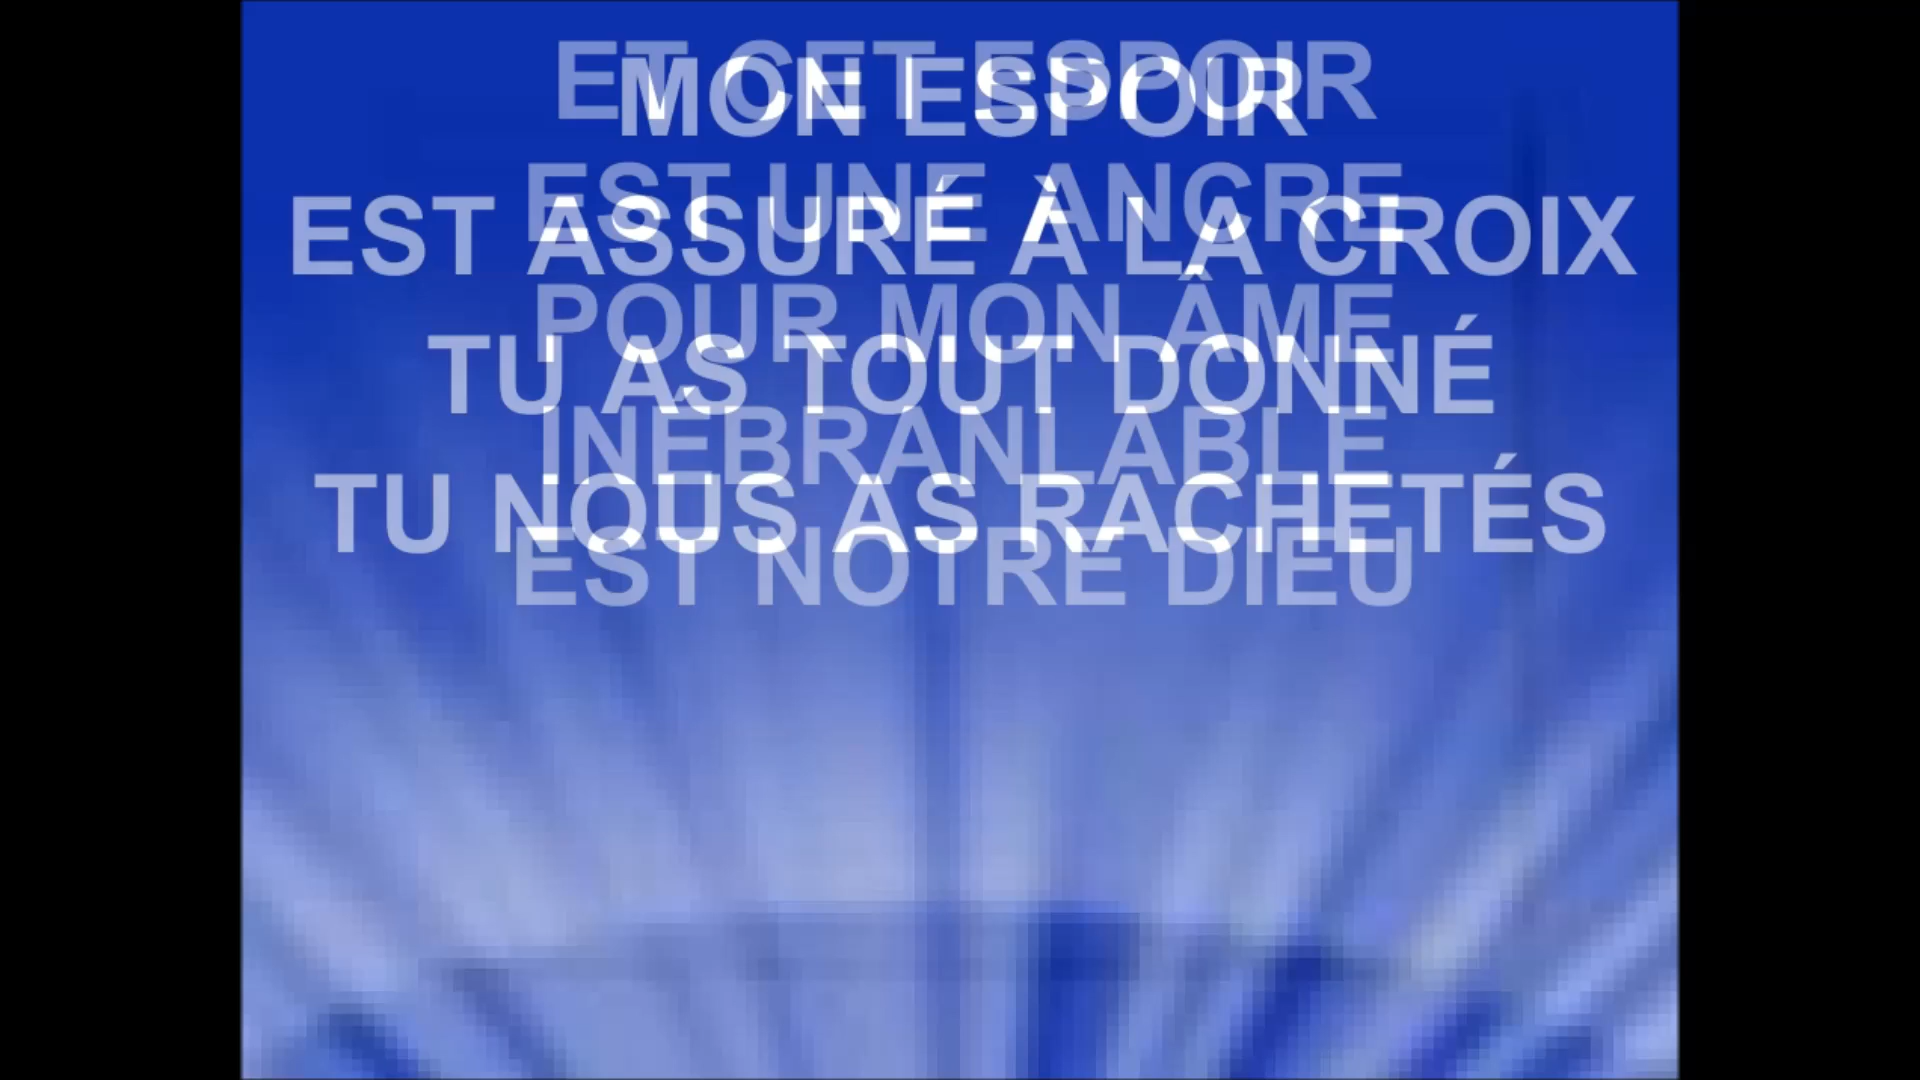 ET CET ESPOIR
MON ESPOIR
EST UNE ANCRE
EST ASSURÉ À LA CROIX
POUR MON ÂME
TU AS TOUT DONNÉ
INÉBRANLABLE
TU NOUS AS RACHETÉS
EST NOTRE DIEU